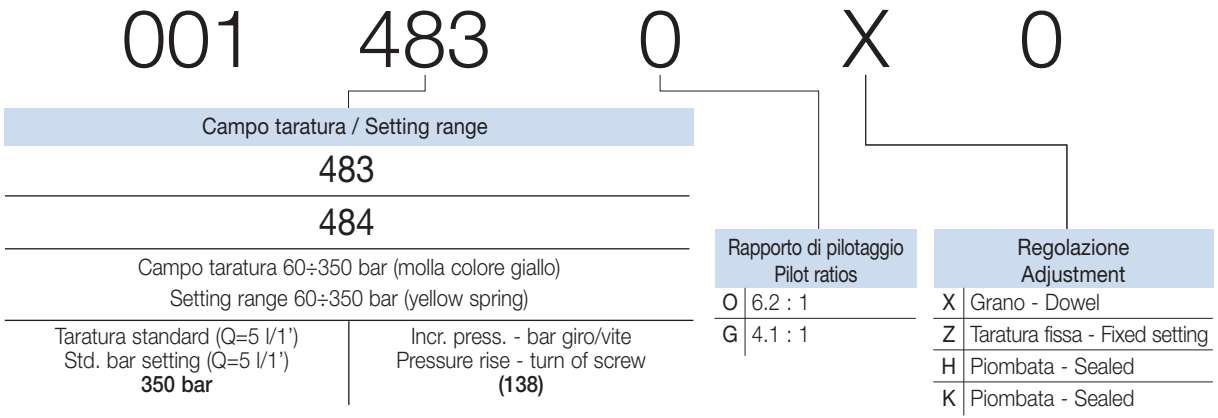 001 483 0 X 0
Campo taratura / Setting range
483
484
Campo taratura 60÷350 bar (molla colore giallo)
Setting range 60÷350 bar (yellow spring)
Taratura standard (Q=5 l/1')
Std. bar setting (Q=5 l/1')
350 bar
Incr. press. - bar giro/vite
Pressure rise - turn of screw
(138)
Rapporto di pilotaggio
Pilot ratios
O 6.2 : 1
G 4.1 : 1
Regolazione
Adjustment
X Grano - Dowel
Z Taratura fissa - Fixed setting
H Piombata - Sealed
K Piombata - Sealed